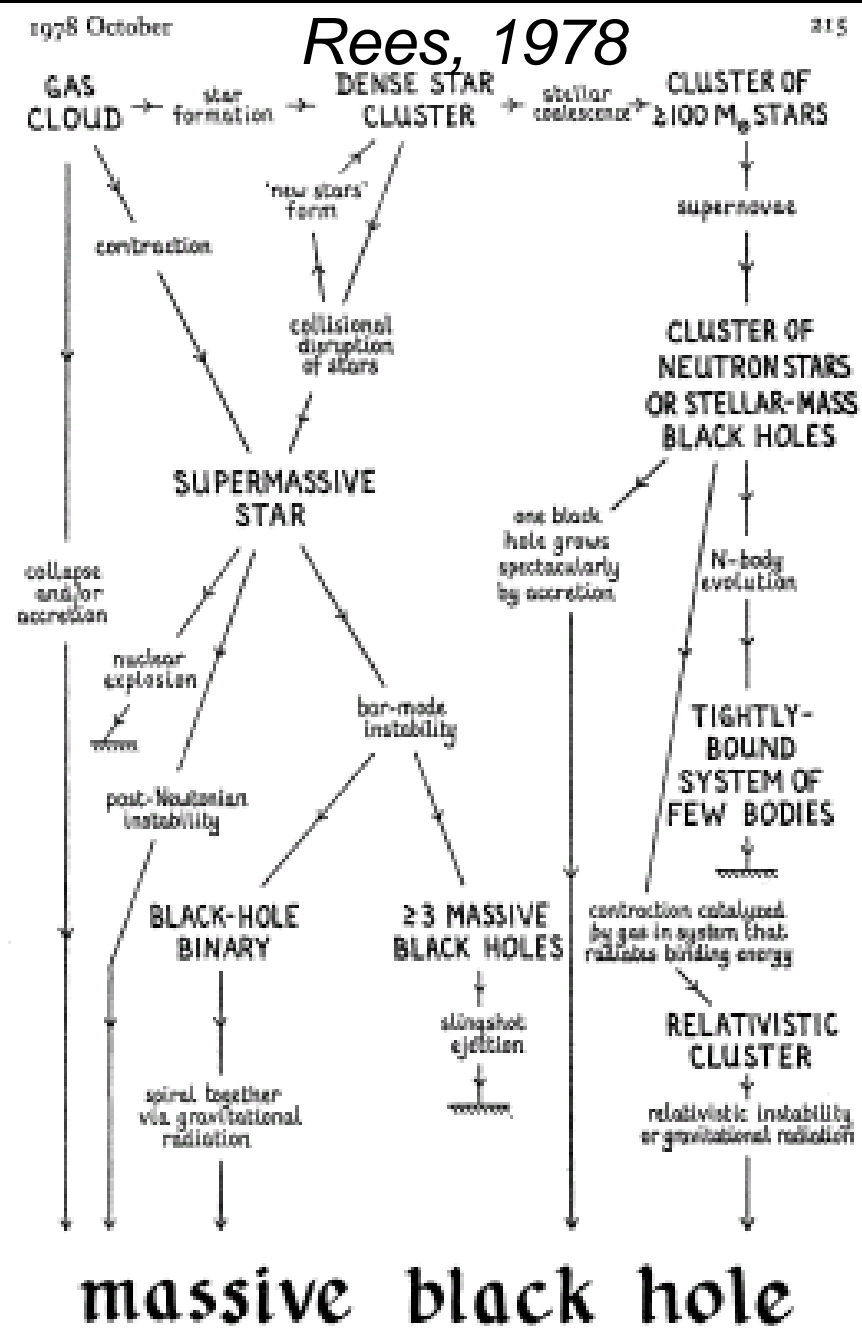 1978 October
Rees, 1978
215
GAS
CLOUD
star
formation
DENSE STAR
CLUSTER
stellar
coalescence
CLUSTER OF
≥100 M⊙ STARS
'new stars'
form
contraction
supernovae
collisional
disruption
of stars
CLUSTER OF
NEUTRON STARS
OR STELLAR-MASS
BLACK HOLES
SUPERMASSIVE
STAR
one black
hole grows
spectacularly
by accretion
N-body
evolution
collapse
and/or
accretion
nuclear
explosion
bar-mode
instability
TIGHTLY-
BOUND
SYSTEM OF
FEW BODIES
post-Newtonian
instability
BLACK-HOLE
BINARY
≥3 MASSIVE
BLACK HOLES
contraction catalyzed
by gas in system that
radiates binding energy
slingshot
ejection
RELATIVISTIC
CLUSTER
spiral together
via gravitational
radiation
relativistic instability
or gravitational radiation
massive black hole